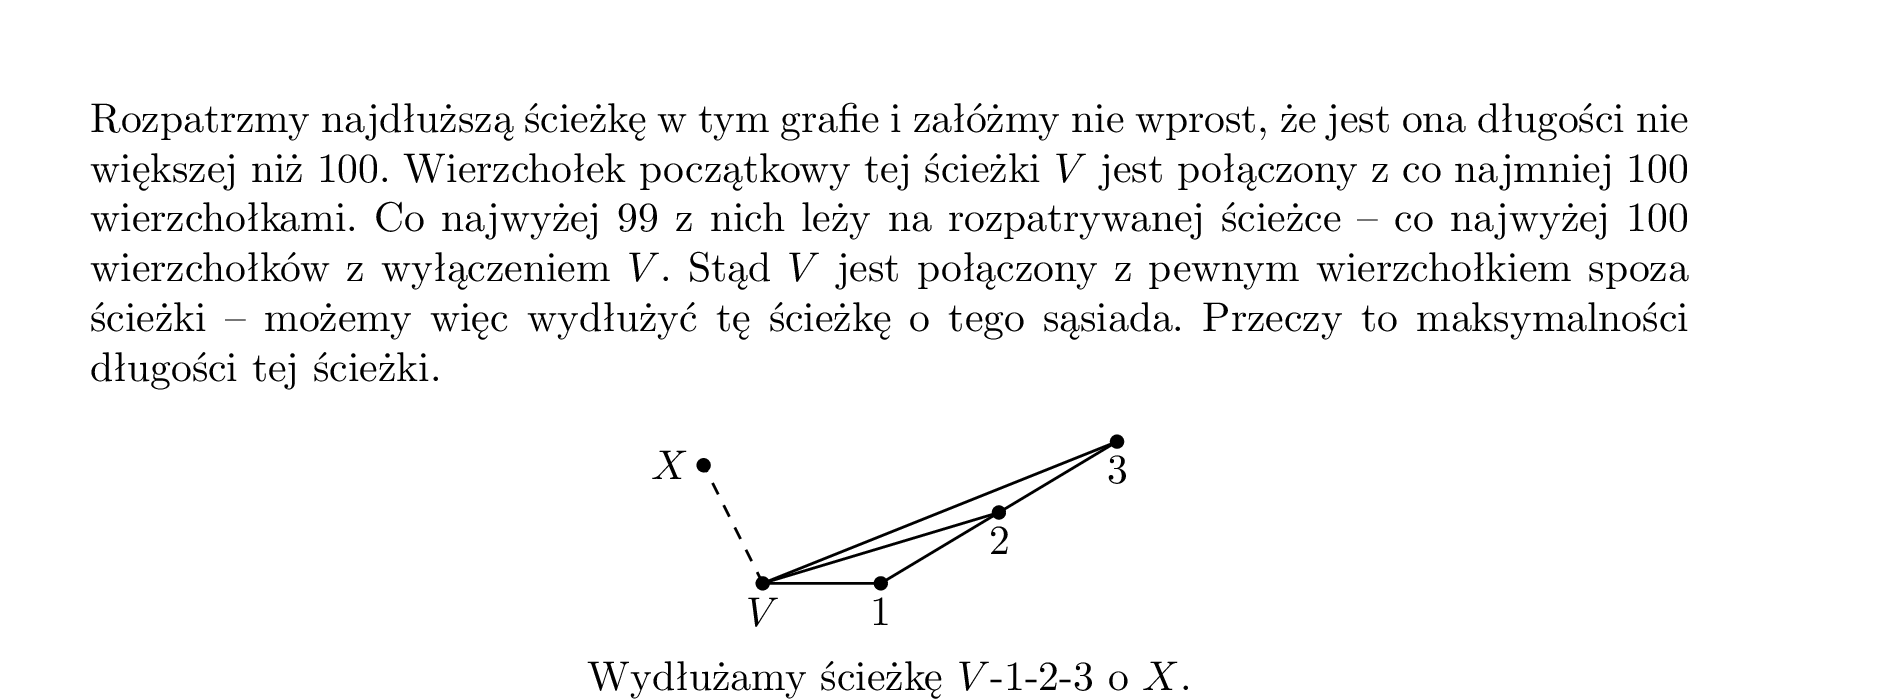 Rozpatrzmy najdłuższą ścieżkę w tym grafie i załóżmy nie wprost, że jest ona długości nie
większej niż 100. Wierzchołek początkowy tej ścieżki V jest połączony z co najmniej 100
wierzchołkami. Co najwyżej 99 z nich leży na rozpatrywanej ścieżce – co najwyżej 100
wierzchołków z wyłączeniem V. Stąd V jest połączony z pewnym wierzchołkiem spoza
ścieżki – możemy więc wydłużyć tę ścieżkę o tego sąsiada. Przeczy to maksymalności
długości tej ścieżki.
X
3
2
V
1
Wydłużamy ścieżkę V-1-2-3 o X.